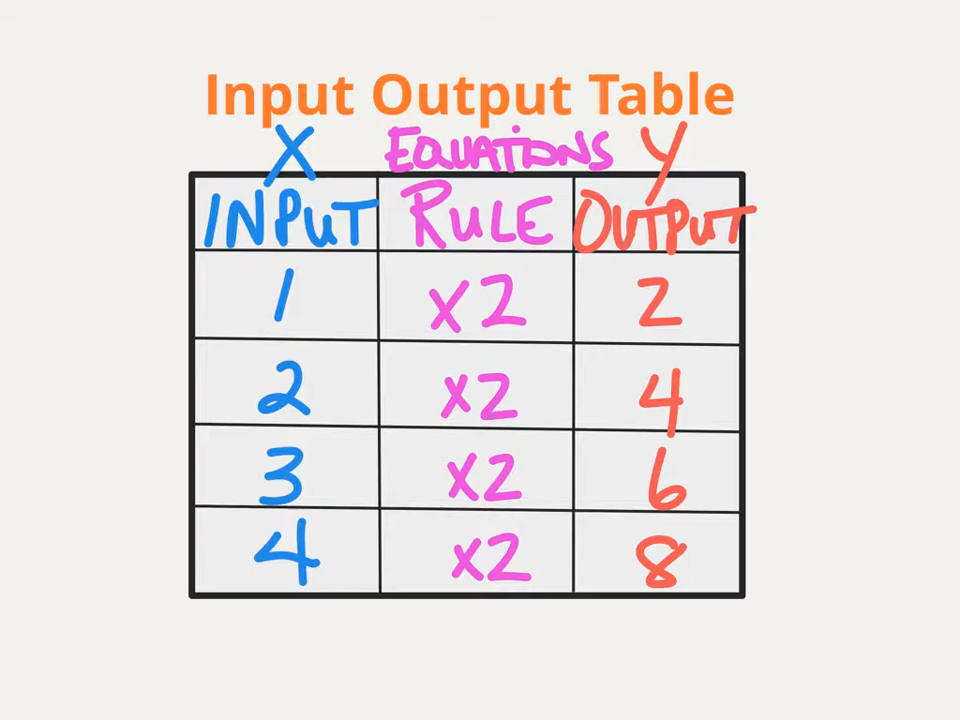 Input Output Table
X EQUATIONS Y
INPUT RULE OUTPUT
1 x2 2
2 x2 4
3 x2 6
4 x2 8